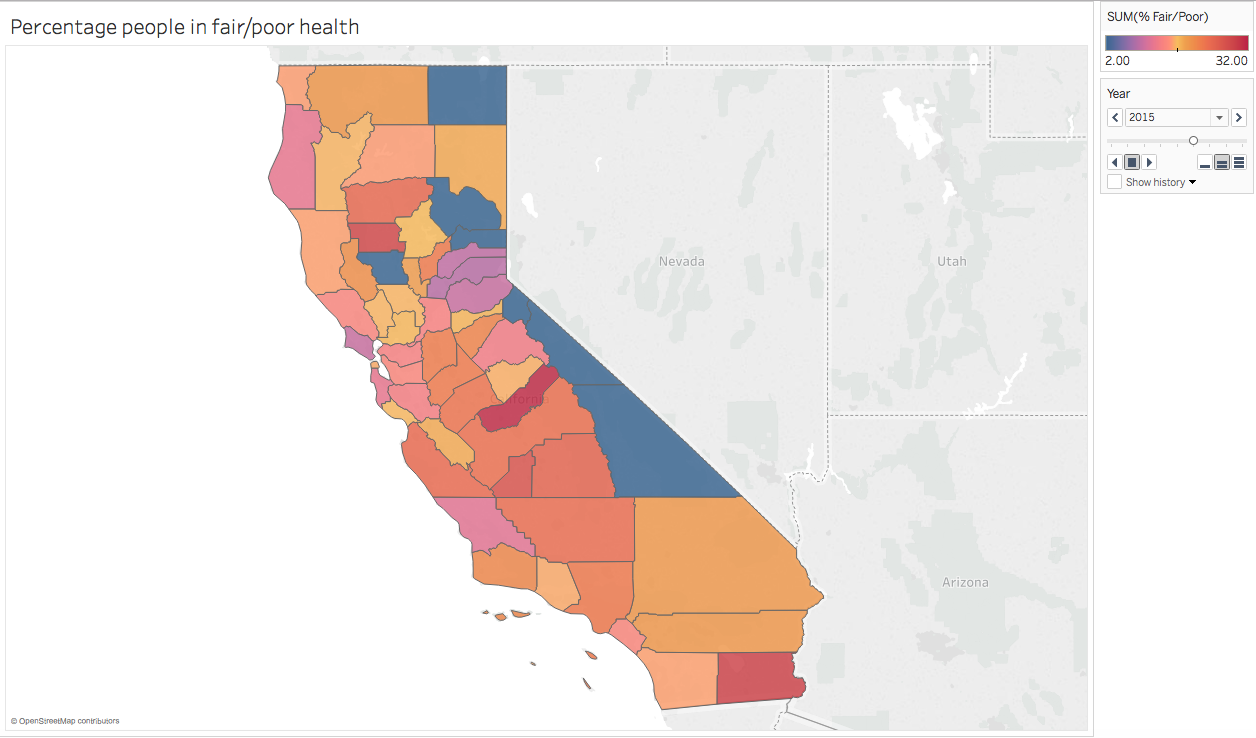 Percentage people in fair/poor health
SUM(% Fair/Poor)
2.00 32.00
Year
2015
Show history
Nevada
Utah
Arizona
© OpenStreetMap contributors